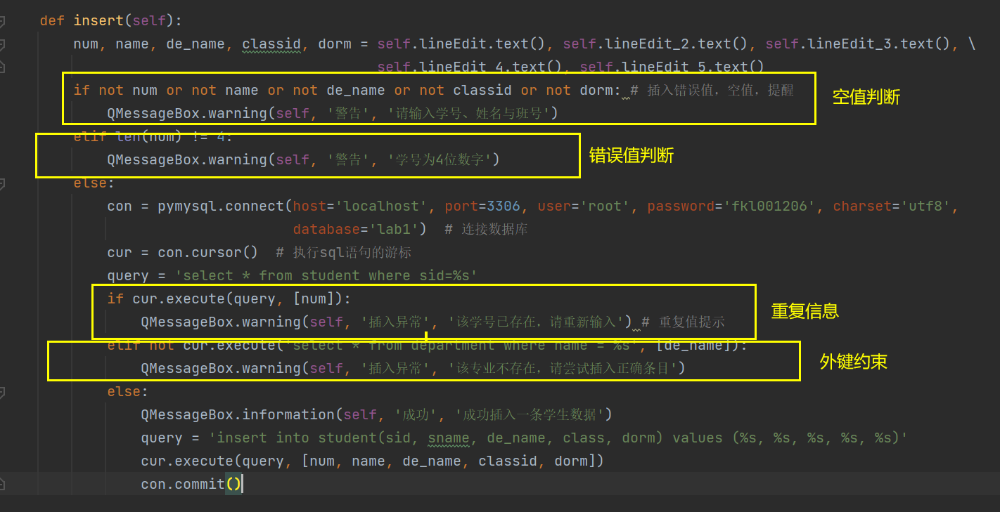 def insert(self):
num, name, de_name, classid, dorm = self.lineEdit.text(), self.lineEdit_2.text(), self.lineEdit_3.text(), \
self.lineEdit_4.text(), self.lineEdit_5.text()
if not num or not name or not de_name or not classid or not dorm: # 插入错误值，空值，提醒
空值判断
QMessageBox.warning(self, '警告', '请输入学号、姓名与班号')
elif len(num) != 4:
错误值判断
QMessageBox.warning(self, '警告', '学号为4位数字')
else:
con = pymysql.connect(host='localhost', port=3306, user='root', password='fkl001206', charset='utf8',
database='lab1') # 连接数据库
cur = con.cursor() # 执行sql语句的游标
query = 'select * from student where sid=%s'
if cur.execute(query, [num]):
重复信息
QMessageBox.warning(self, '插入异常', '该学号已存在，请重新输入') # 重复值提示
elif not cur.execute('select * from department where name = %s', [de_name]):
外键约束
QMessageBox.warning(self, '插入异常', '该专业不存在，请尝试插入正确条目')
else:
QMessageBox.information(self, '成功', '成功插入一条学生数据')
query = 'insert into student(sid, sname, de_name, class, dorm) values (%s, %s, %s, %s, %s)'
cur.execute(query, [num, name, de_name, classid, dorm])
con.commit()